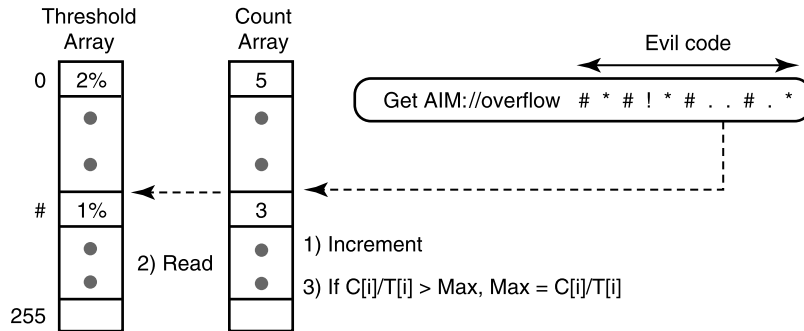 Threshold Array
Count Array
Evil code
0
2%
5
Get AIM://overflow # * # ! * # . . # . *
#
1%
3
1) Increment
2) Read
3) If C[i]/T[i] > Max, Max = C[i]/T[i]
255